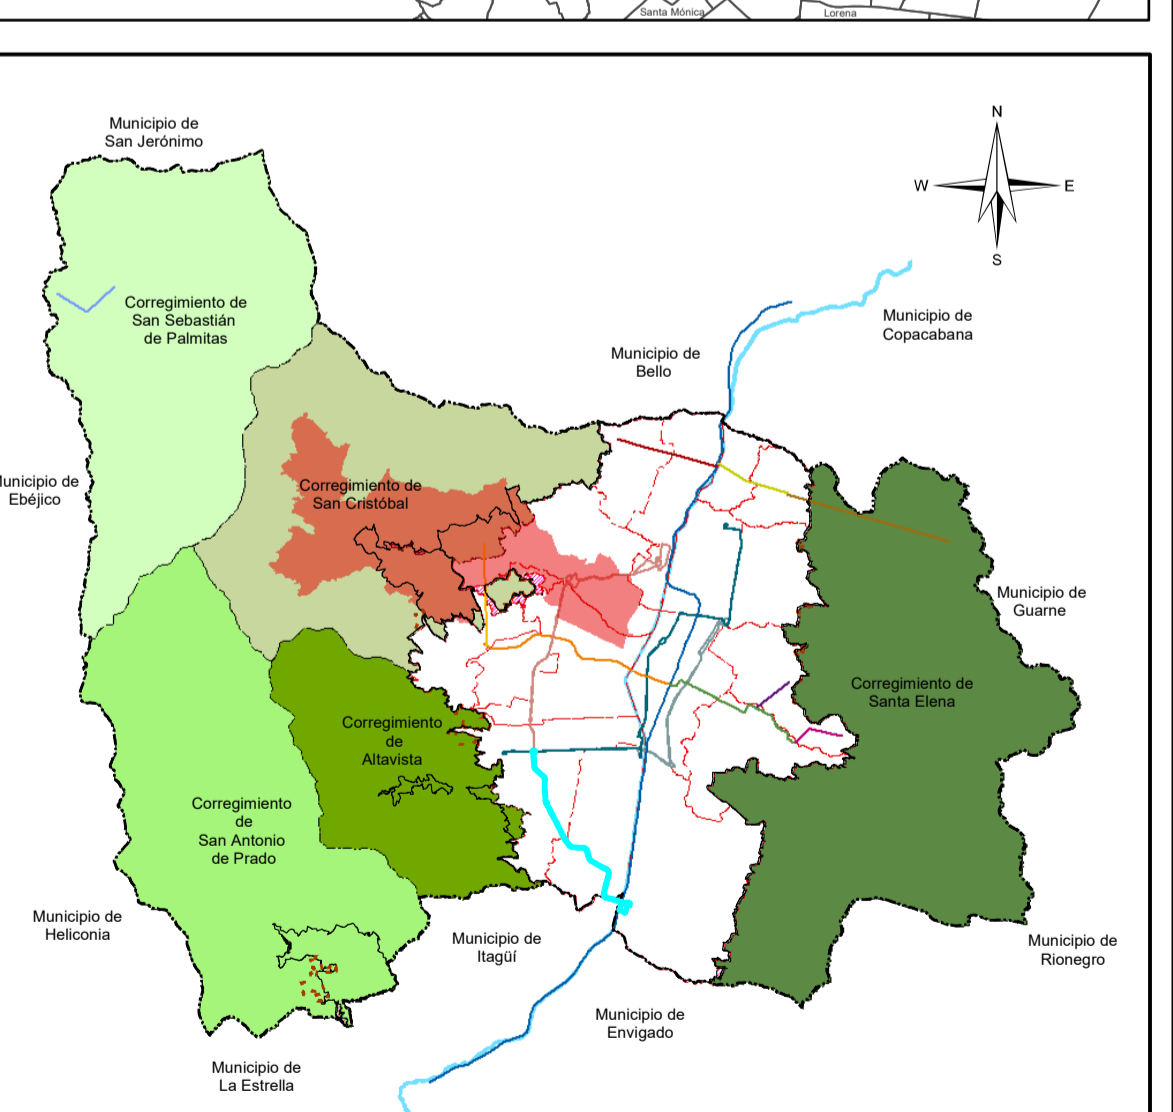 Santa Mónica
Lorena
N
W
E
S
Municipio de
San Jerónimo
Corregimiento de
San Sebastián
de Palmitas
Municipio de
Copacabana
Municipio de
Bello
Municipio de
Ebéjico
Corregimiento de
San Cristóbal
Municipio de
Guarne
Corregimiento de
Santa Elena
Corregimiento
de
Altavista
Corregimiento
de
San Antonio
de Prado
Municipio de
Heliconia
Municipio de
Itagüí
Municipio de
Rionegro
Municipio de
Envigado
Municipio de
La Estrella